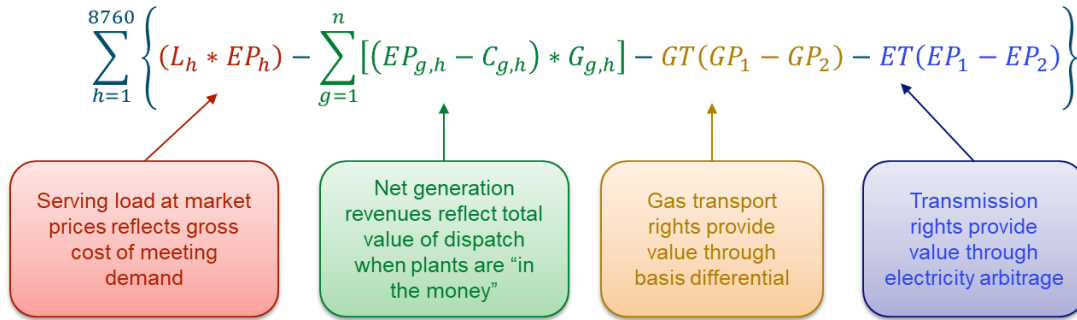 8760
∑ { (L_h * EP_h) − ∑ [(EP_{g,h} − C_{g,h}) * G_{g,h}] − GT(GP_1 − GP_2) − ET(EP_1 − EP_2) }
h=1
n
g=1
Serving load at market
prices reflects gross
cost of meeting
demand
Net generation
revenues reflect total
value of dispatch
when plants are “in
the money”
Gas transport
rights provide
value through
basis differential
Transmission
rights provide
value through
electricity arbitrage